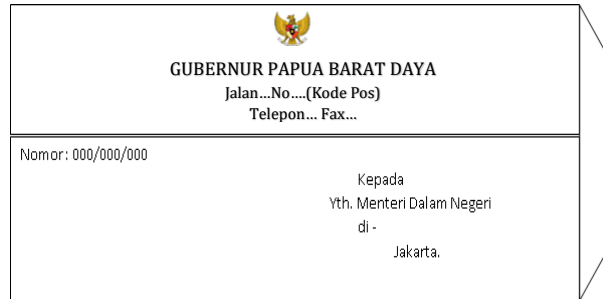 GUBERNUR PAPUA BARAT DAYA
Jalan...No....(Kode Pos)
Telepon... Fax...
Nomor: 000/000/000
Kepada
Yth. Menteri Dalam Negeri
di -
Jakarta.